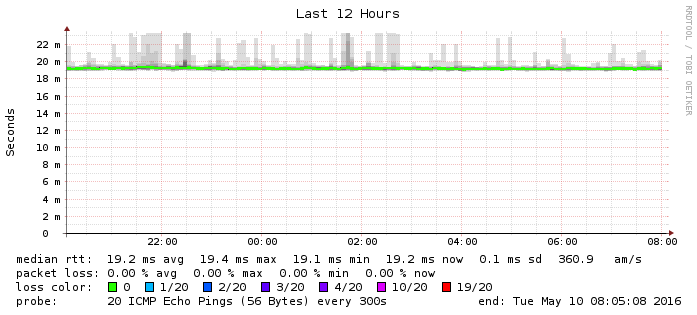 Last 12 Hours
RRDTOOL / TOBI OETIKER
Seconds
22 m
20 m
18 m
16 m
14 m
12 m
10 m
8 m
6 m
4 m
2 m
0
22:00 00:00 02:00 04:00 06:00 08:00
median rtt: 19.2 ms avg 19.4 ms max 19.1 ms min 19.2 ms now 0.1 ms sd 360.9 am/s
packet loss: 0.00 % avg 0.00 % max 0.00 % min 0.00 % now
loss color: 0 1/20 2/20 3/20 4/20 10/20 19/20
probe: 20 ICMP Echo Pings (56 Bytes) every 300s end: Tue May 10 08:05:08 2016